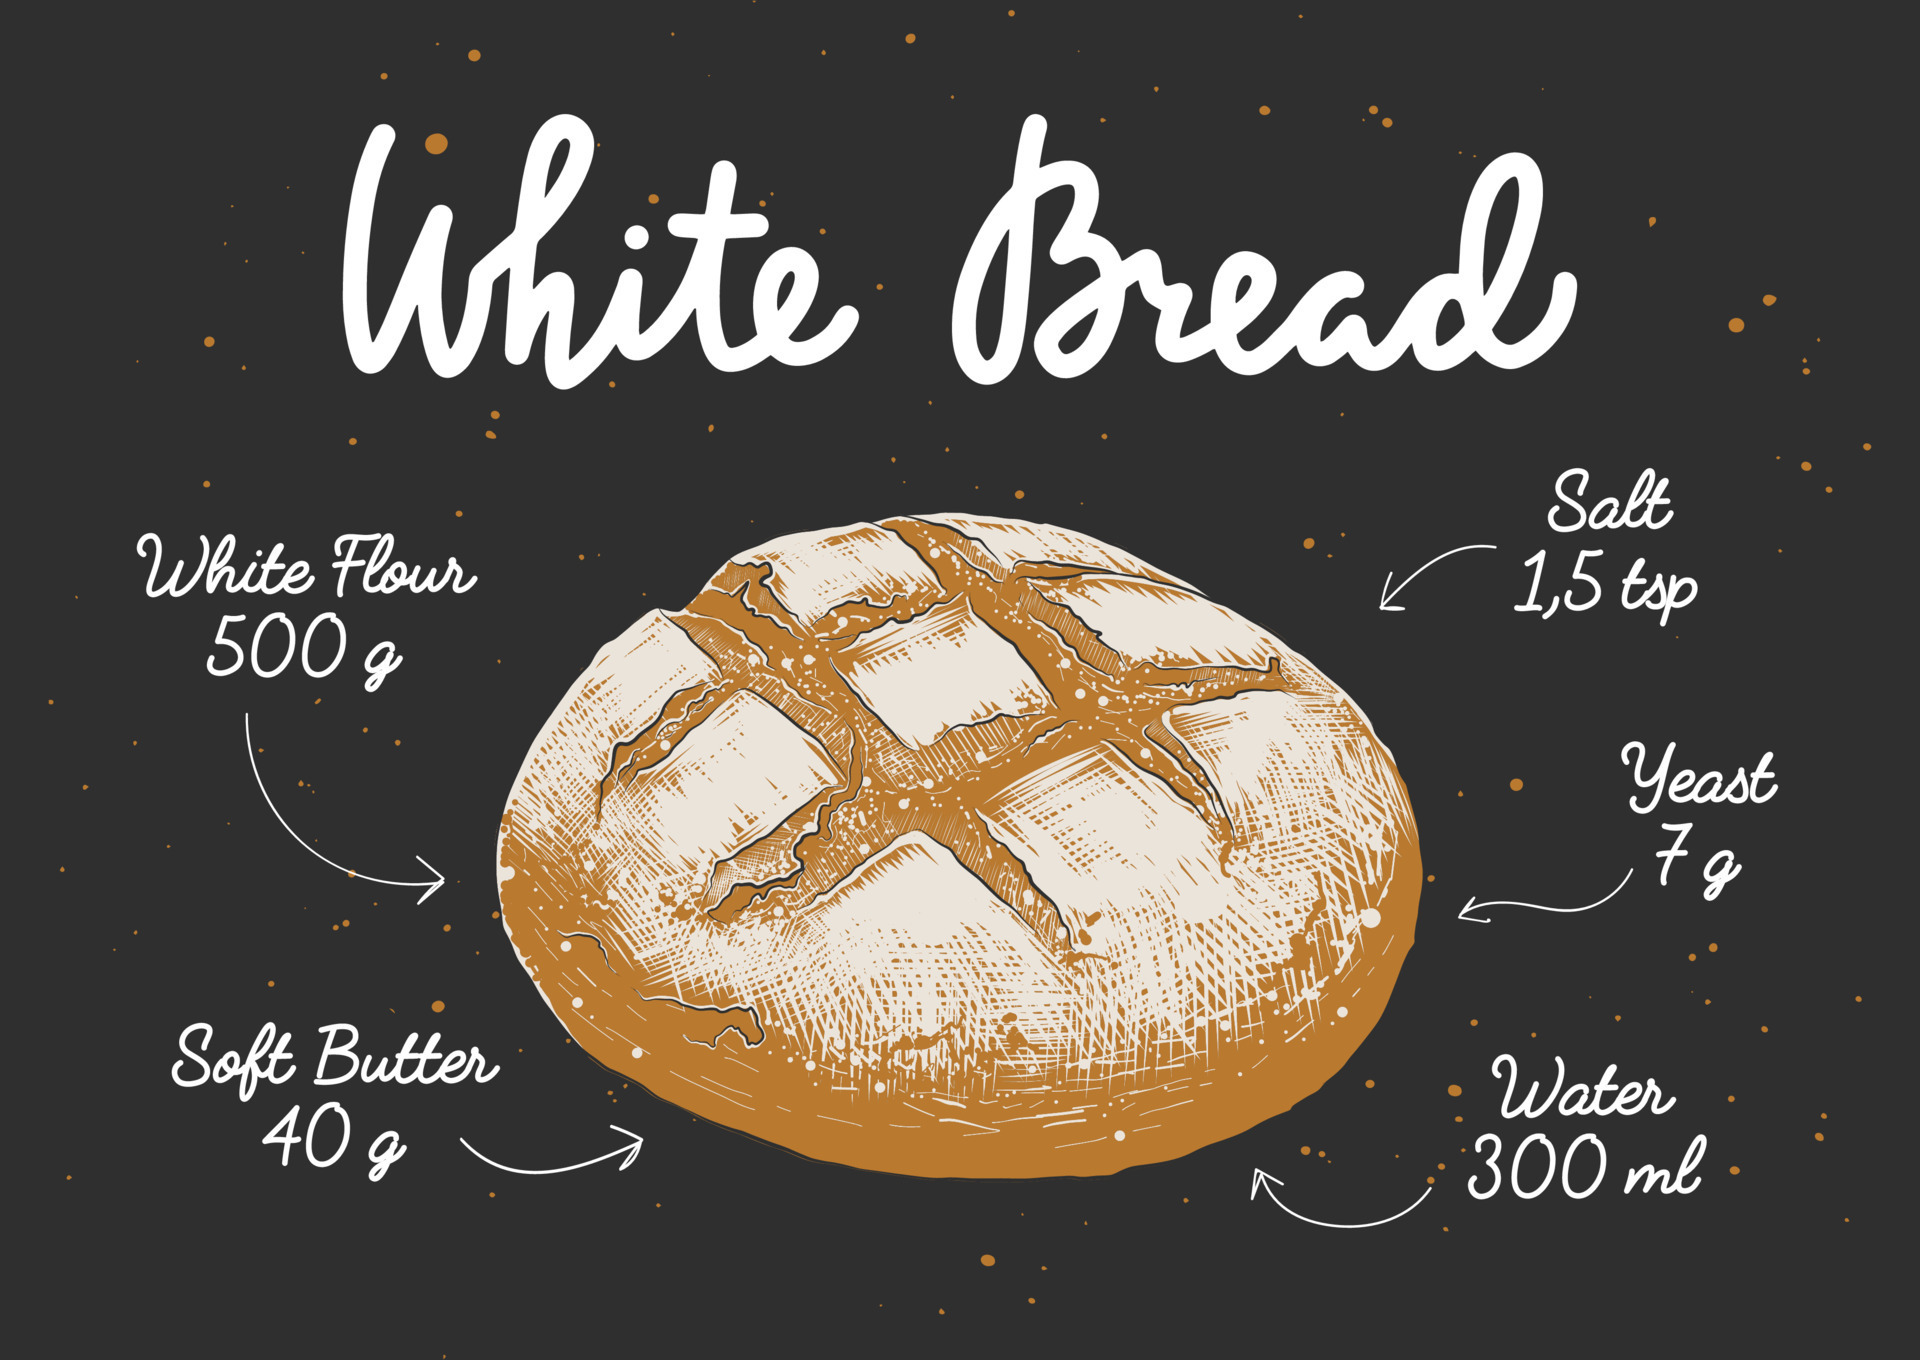 White Bread
White Flour
500 g
Soft Butter
40 g
Salt
1,5 tsp
Yeast
7 g
Water
300 ml